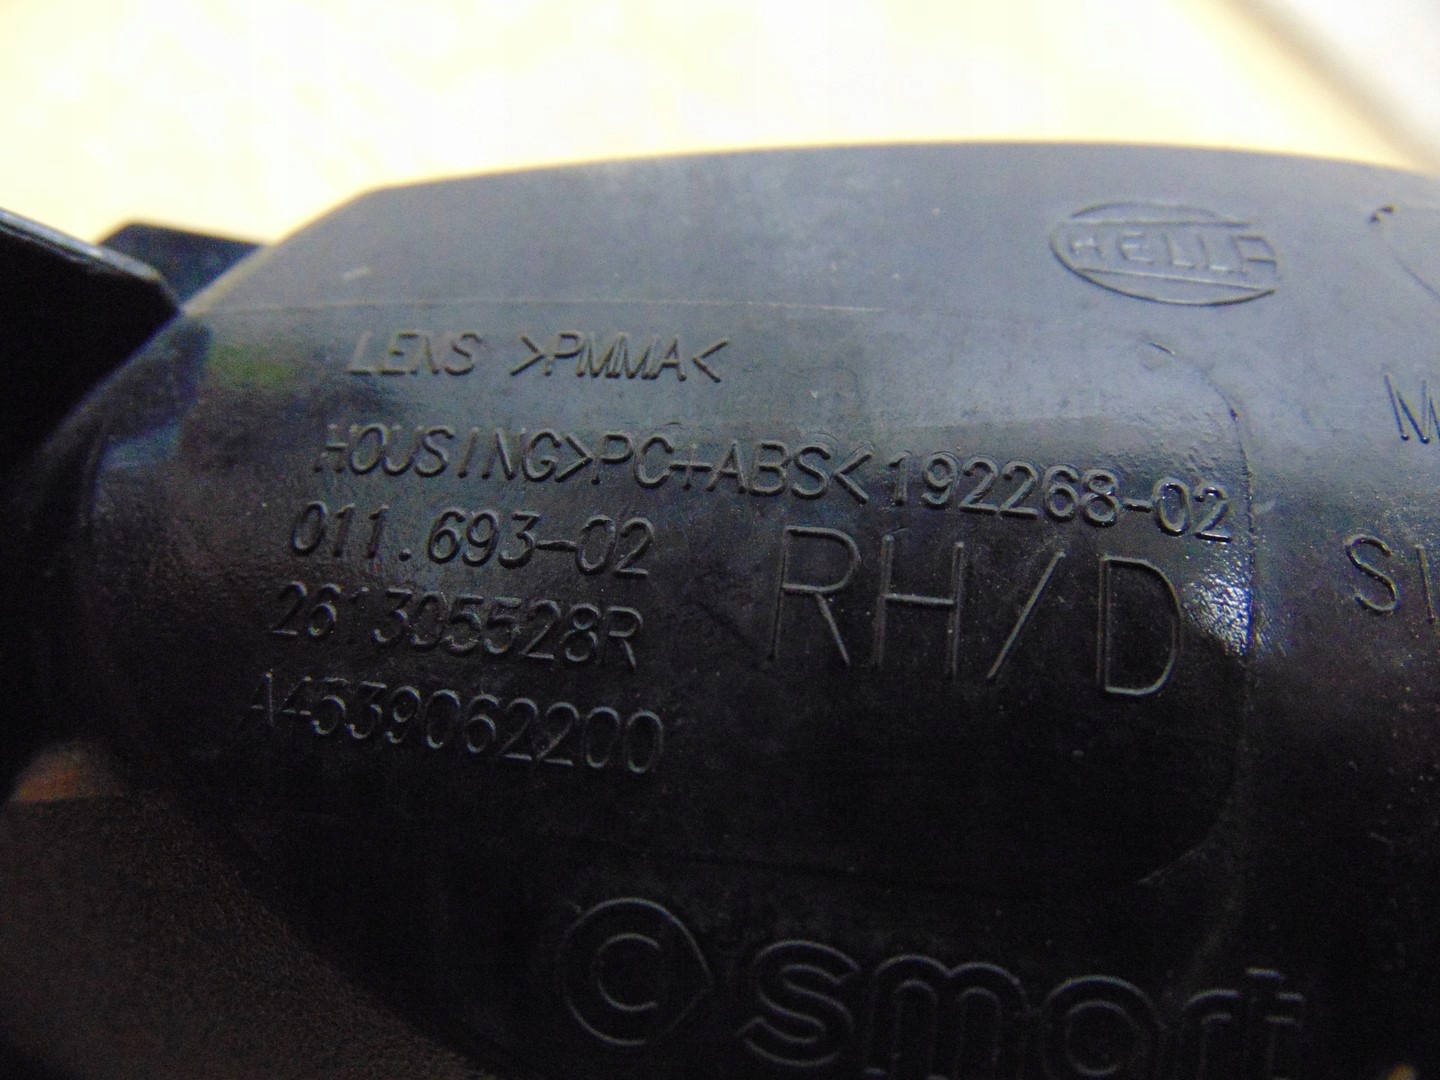 HELLA
LENS >PMMA<
HOUSING>PC+ABS<192268-02
011.693-02
RH/D
261305528R
A4539062200
smart